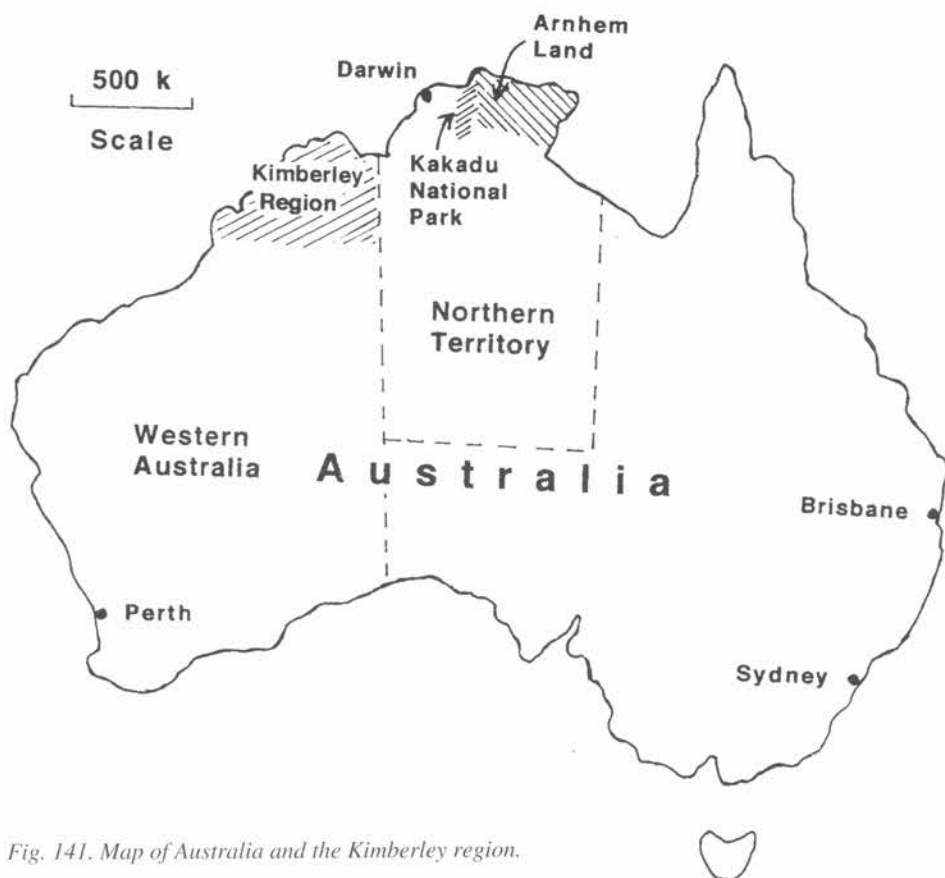 500 k
Scale
Darwin
Arnhem
Land
Kimberley
Region
Kakadu
National
Park
Northern
Territory
Western
Australia
Australia
Brisbane
Perth
Sydney
Fig. 141. Map of Australia and the Kimberley region.